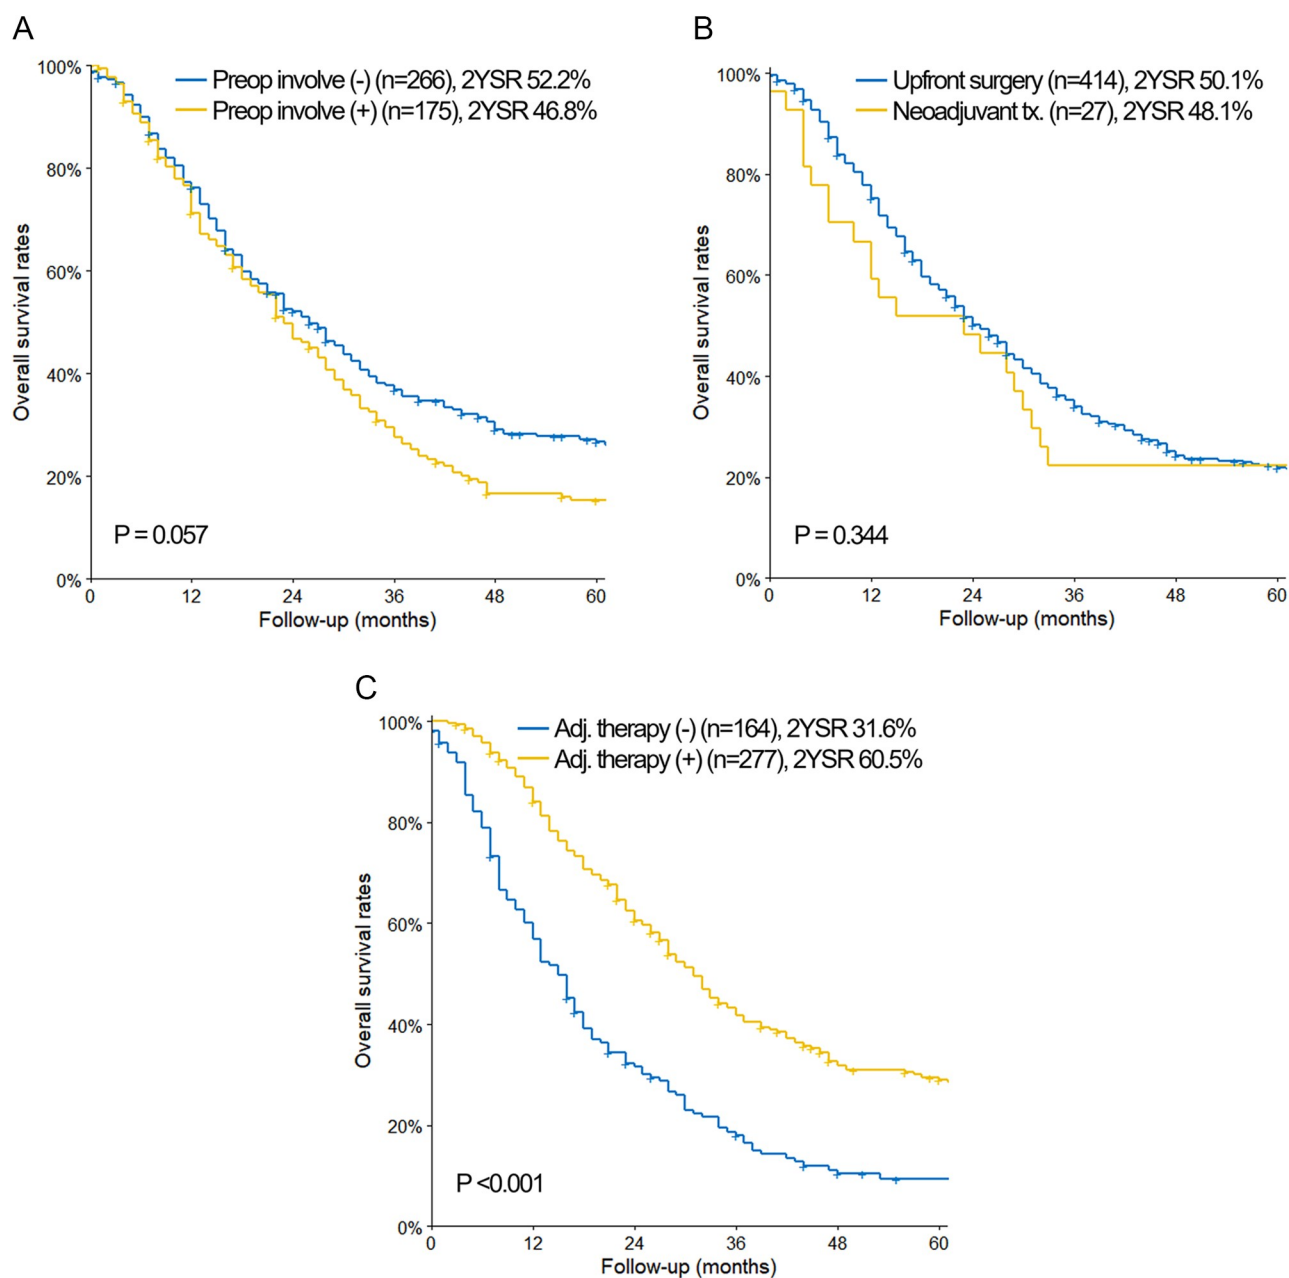 A
100%
80%
60%
40%
20%
0%
Overall survival rates
Preop involve (-) (n=266), 2YSR 52.2%
Preop involve (+) (n=175), 2YSR 46.8%
P = 0.057
0 12 24 36 48 60
Follow-up (months)
B
100%
80%
60%
40%
20%
0%
Overall survival rates
Upfront surgery (n=414), 2YSR 50.1%
Neoadjuvant tx. (n=27), 2YSR 48.1%
P = 0.344
0 12 24 36 48 60
Follow-up (months)
C
100%
80%
60%
40%
20%
0%
Overall survival rates
Adj. therapy (-) (n=164), 2YSR 31.6%
Adj. therapy (+) (n=277), 2YSR 60.5%
P <0.001
0 12 24 36 48 60
Follow-up (months)